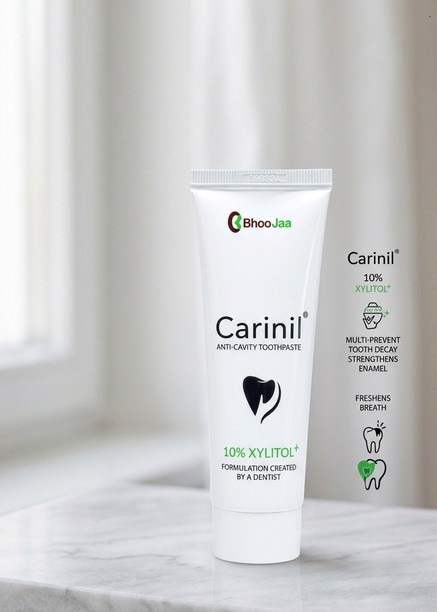 BhooJaa
Carinil®
ANTI-CAVITY TOOTHPASTE
10% XYLITOL+
FORMULATION CREATED
BY A DENTIST
Carinil®
10%
XYLITOL+
MULTI-PREVENT
TOOTH DECAY
STRENGTHENS
ENAMEL
FRESHENS
BREATH